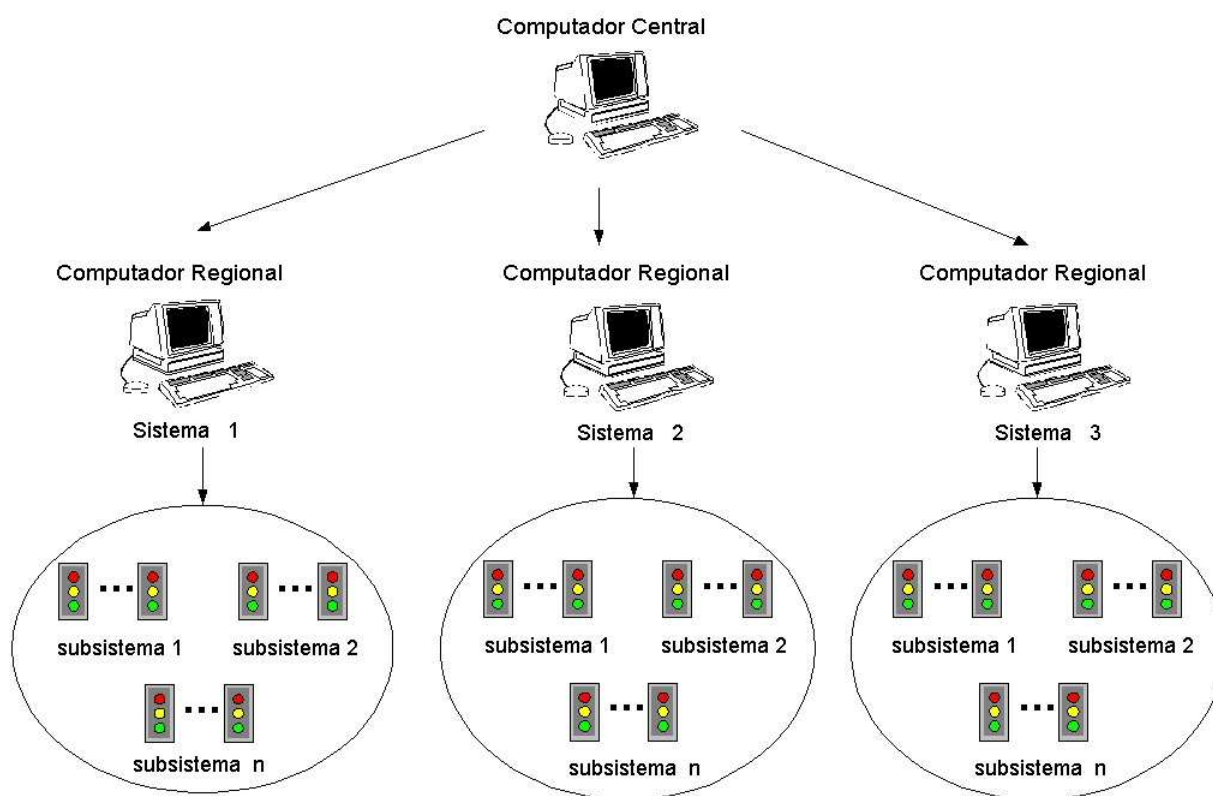 Computador Central
Computador Regional
Computador Regional
Computador Regional
Sistema 1
Sistema 2
Sistema 3
subsistema 1
subsistema 2
subsistema 1
subsistema 2
subsistema 1
subsistema 2
subsistema n
subsistema n
subsistema n